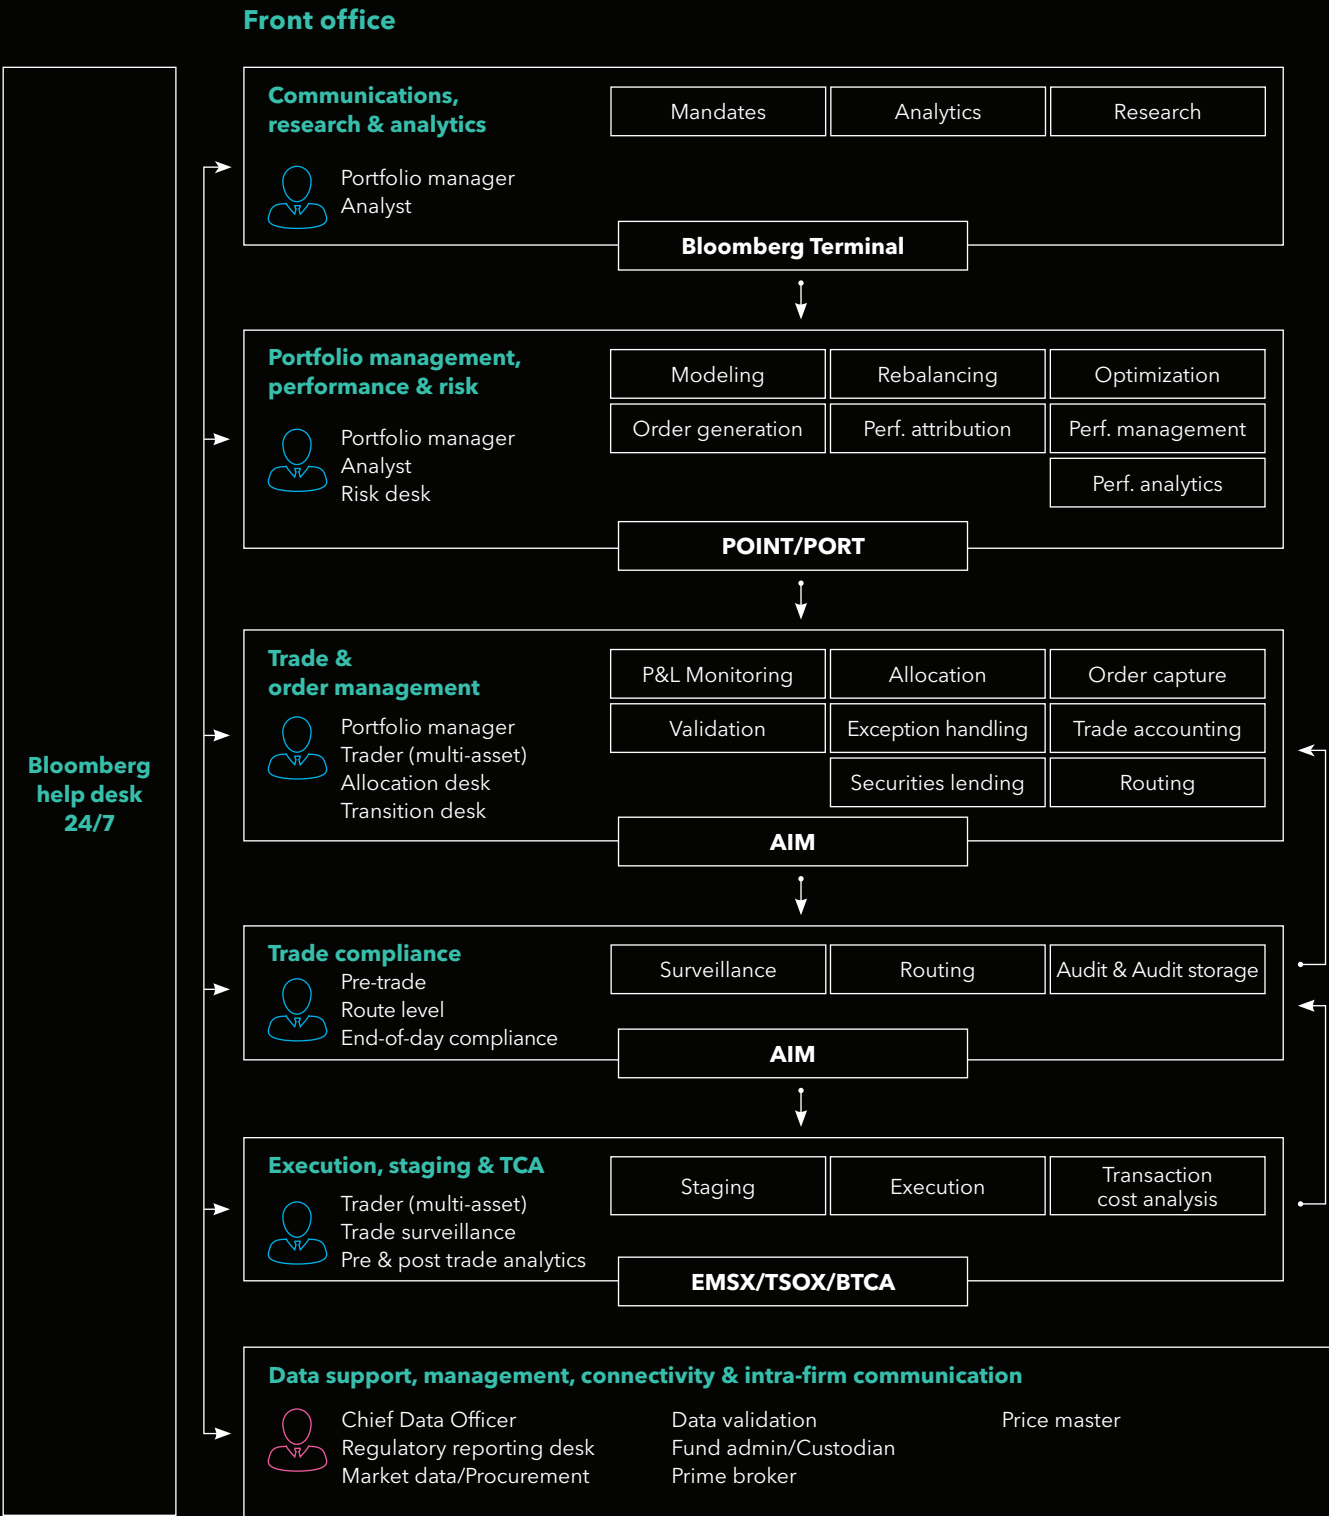 Front office
Bloomberg
help desk
24/7
Communications,
research & analytics
Portfolio manager
Analyst
Mandates
Analytics
Research
Bloomberg Terminal
Portfolio management,
performance & risk
Portfolio manager
Analyst
Risk desk
Modeling
Rebalancing
Optimization
Order generation
Perf. attribution
Perf. management
Perf. analytics
POINT/PORT
Trade &
order management
Portfolio manager
Trader (multi-asset)
Allocation desk
Transition desk
P&L Monitoring
Allocation
Order capture
Validation
Exception handling
Trade accounting
Securities lending
Routing
AIM
Trade compliance
Pre-trade
Route level
End-of-day compliance
Surveillance
Routing
Audit & Audit storage
AIM
Execution, staging & TCA
Trader (multi-asset)
Trade surveillance
Pre & post trade analytics
Staging
Execution
Transaction
cost analysis
EMSX/TSOX/BTCA
Data support, management, connectivity & intra-firm communication
Chief Data Officer
Regulatory reporting desk
Market data/Procurement
Data validation
Fund admin/Custodian
Prime broker
Price master